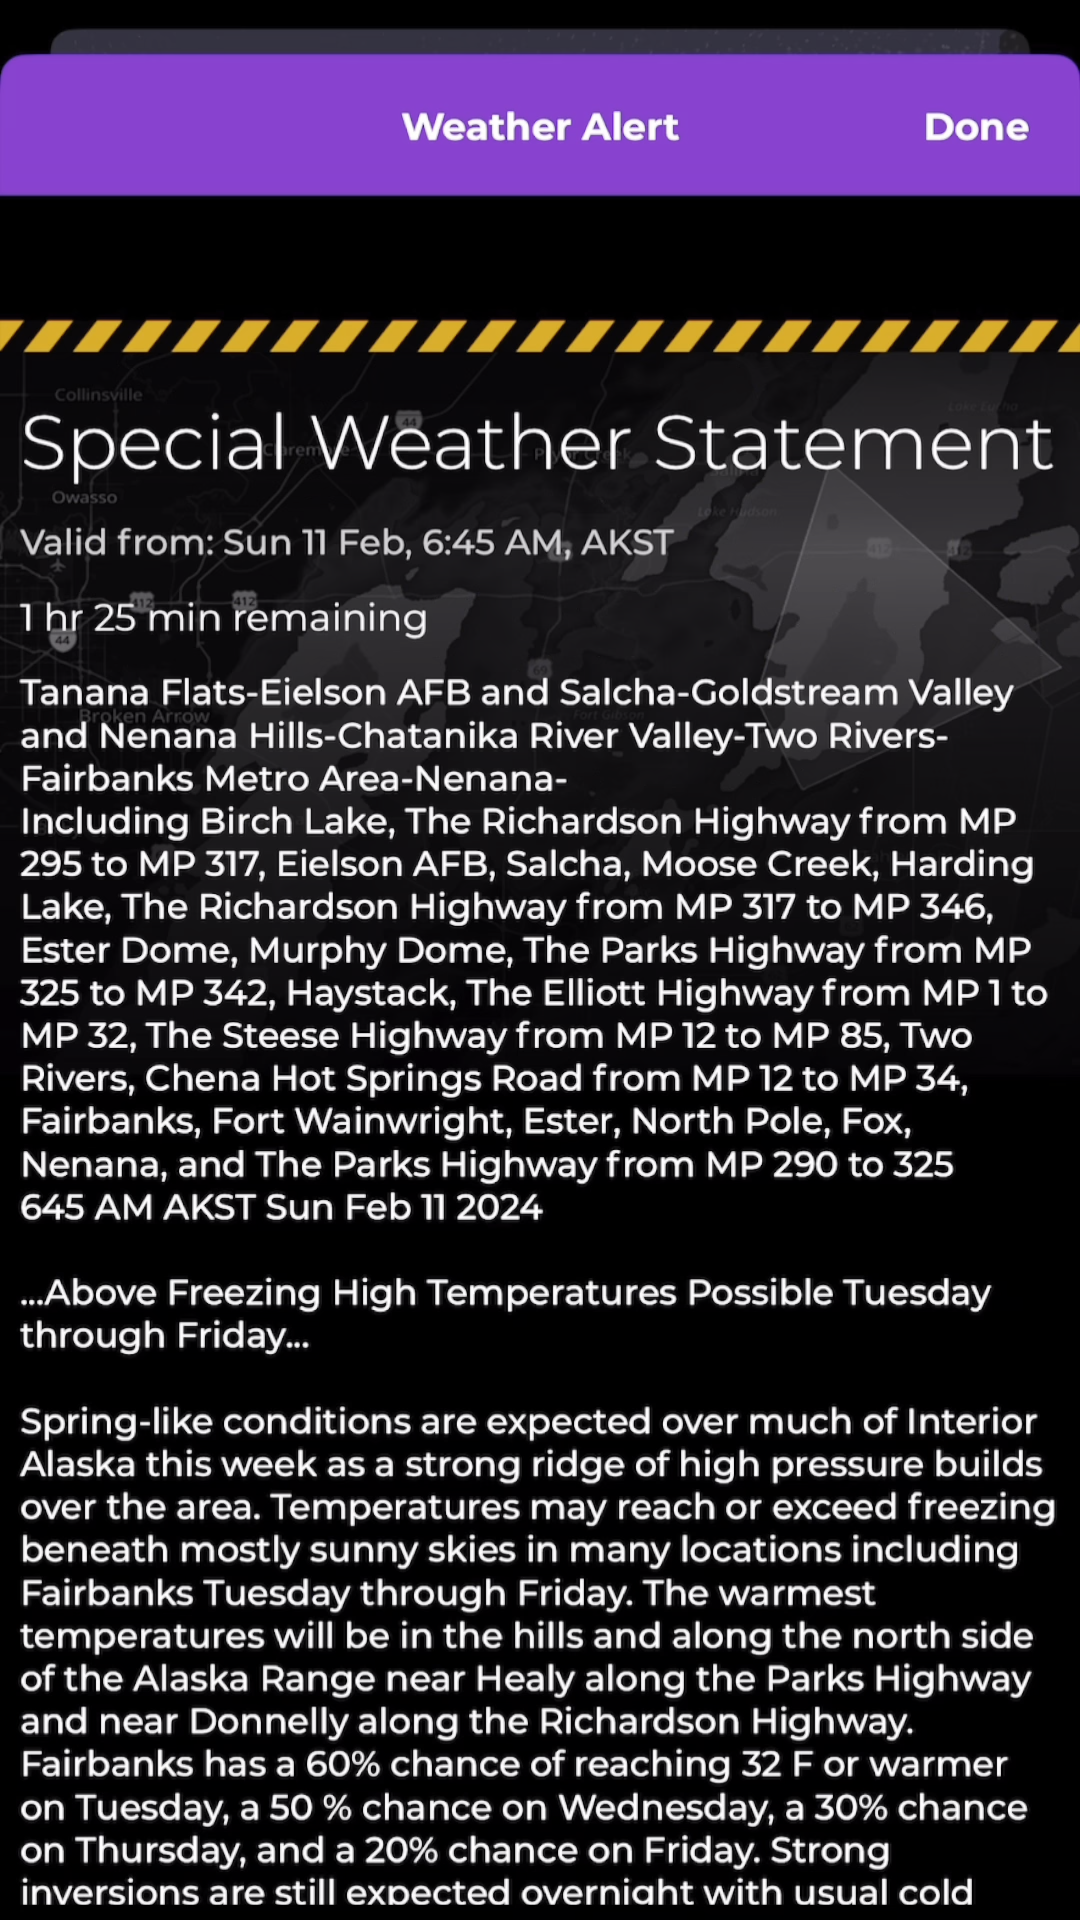 Weather Alert
Done
Collinsville
44
Special Weather Statement
Owasso
Lake Hudson
Valid from: Sun 11 Feb, 6:45 AM, AKST
412
412
1 hr 25 min remaining
44
69
Tanana Flats-Eielson AFB and Salcha-Goldstream Valley
Broken Arrow
Fort Gibson
and Nenana Hills-Chatanika River Valley-Two Rivers-
Fairbanks Metro Area-Nenana-
Including Birch Lake, The Richardson Highway from MP
295 to MP 317, Eielson AFB, Salcha, Moose Creek, Harding
Lake, The Richardson Highway from MP 317 to MP 346,
Ester Dome, Murphy Dome, The Parks Highway from MP
325 to MP 342, Haystack, The Elliott Highway from MP 1 to
MP 32, The Steese Highway from MP 12 to MP 85, Two
Rivers, Chena Hot Springs Road from MP 12 to MP 34,
Fairbanks, Fort Wainwright, Ester, North Pole, Fox,
Nenana, and The Parks Highway from MP 290 to 325
645 AM AKST Sun Feb 11 2024
...Above Freezing High Temperatures Possible Tuesday
through Friday...
Spring-like conditions are expected over much of Interior
Alaska this week as a strong ridge of high pressure builds
over the area. Temperatures may reach or exceed freezing
beneath mostly sunny skies in many locations including
Fairbanks Tuesday through Friday. The warmest
temperatures will be in the hills and along the north side
of the Alaska Range near Healy along the Parks Highway
and near Donnelly along the Richardson Highway.
Fairbanks has a 60% chance of reaching 32 F or warmer
on Tuesday, a 50 % chance on Wednesday, a 30% chance
on Thursday, and a 20% chance on Friday. Strong
inversions are still expected overnight with usual cold